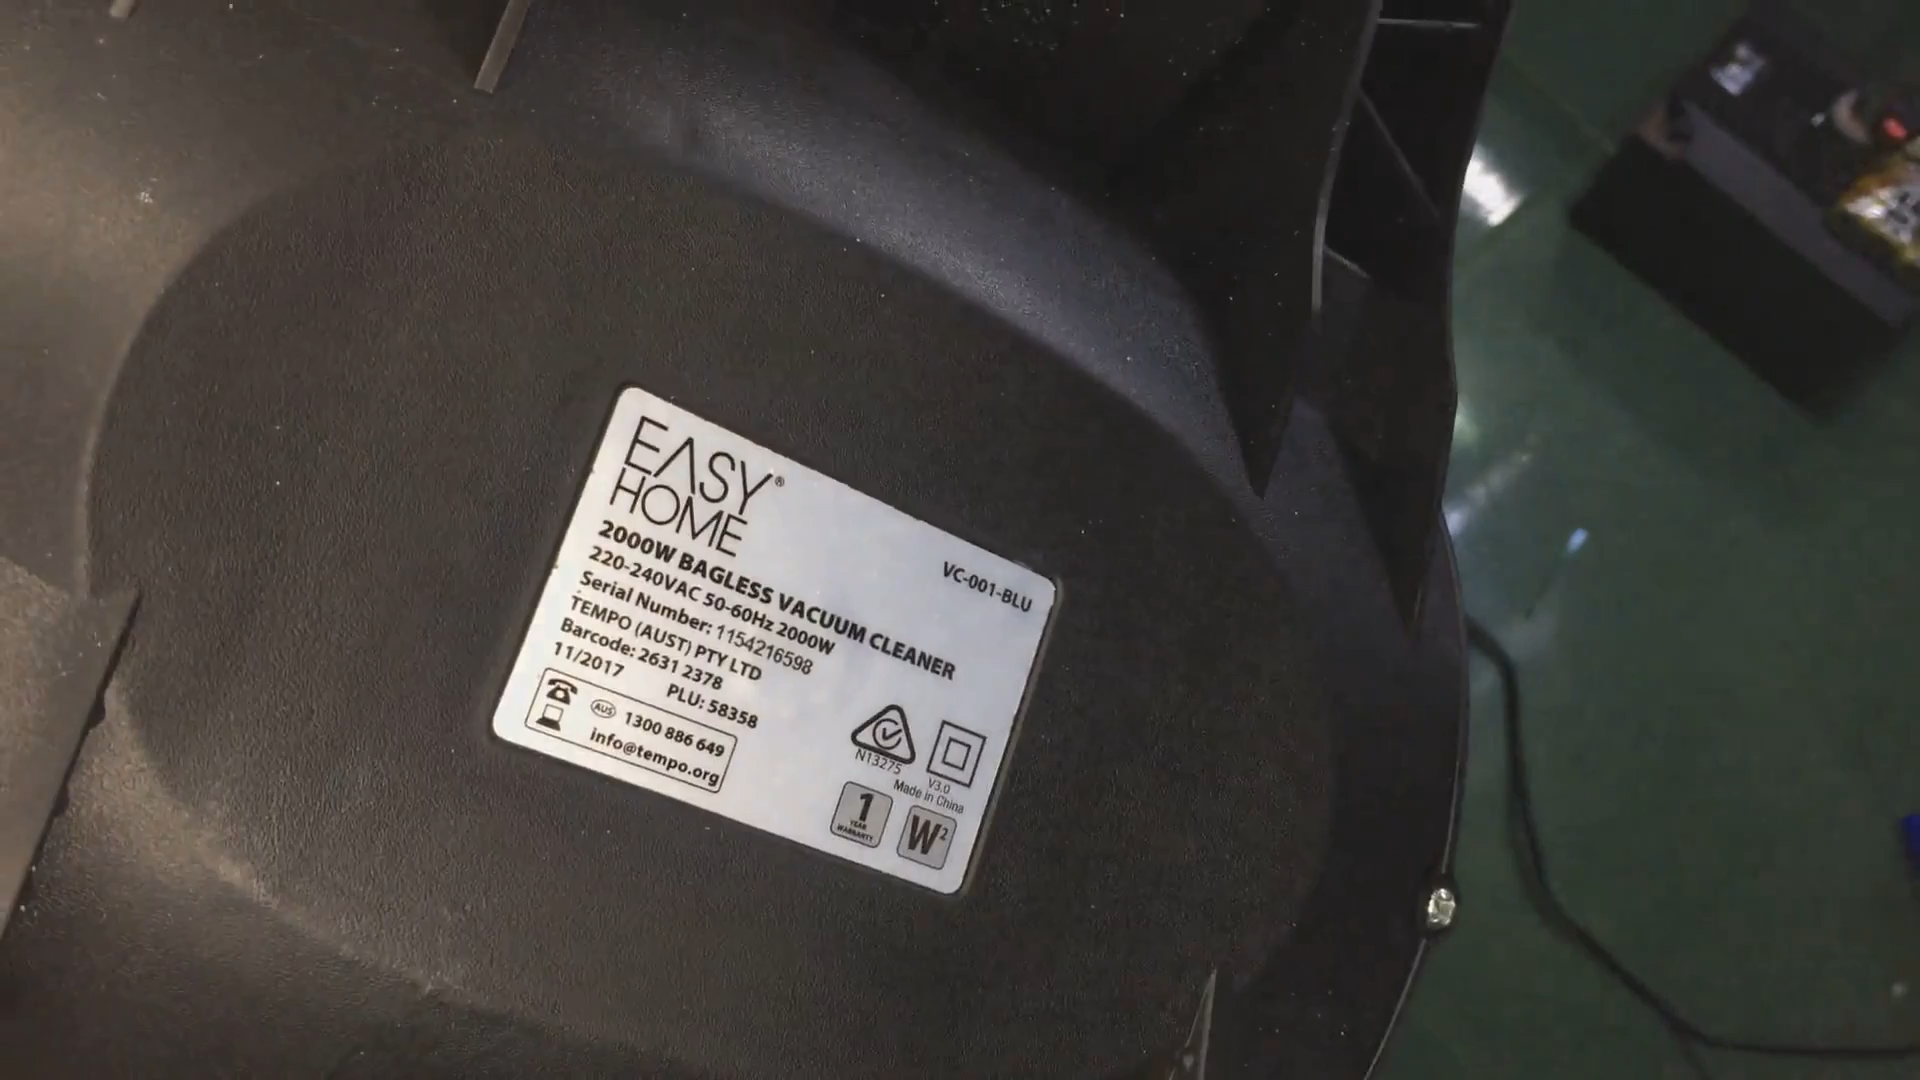 EASY
HOME®
VC-001-BLU
2000W BAGLESS VACUUM CLEANER
220-240VAC 50-60Hz 2000W
Serial Number: 1154216598
TEMPO (AUST) PTY LTD
Barcode: 2631 2378
11/2017 PLU: 58358
AUS 1300 886 649
info@tempo.org
N13275
V3.0
Made in China
1
YEAR
WARRANTY
W²